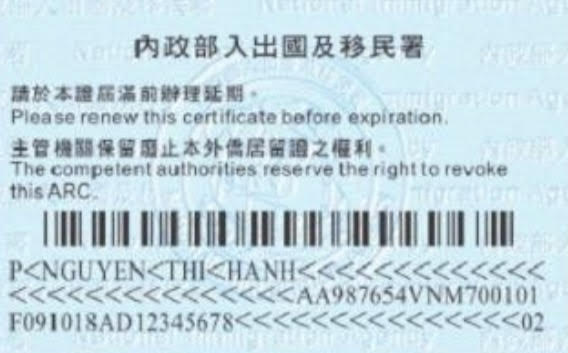 內政部入出國及移民署
請於本證屆滿前辦理延期。
Please renew this certificate before expiration.
主管機關保留廢止本外僑居留證之權利。
The competent authorities reserve the right to revoke
this ARC.
P<NGUYEN<THI<HANH<<<<<<<<<<<<<
<<<<<<<<<<<<<<<AA987654VNM700101
F091018AD12345678<<<<<<<<<<<<<<<02